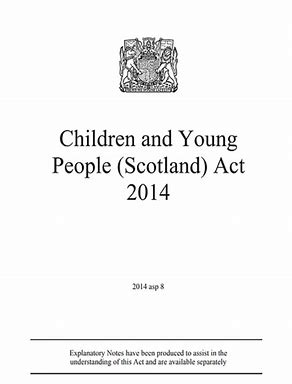 Children and Young
People (Scotland) Act
2014
2014 asp 8
Explanatory Notes have been produced to assist in the
understanding of this Act and are available separately